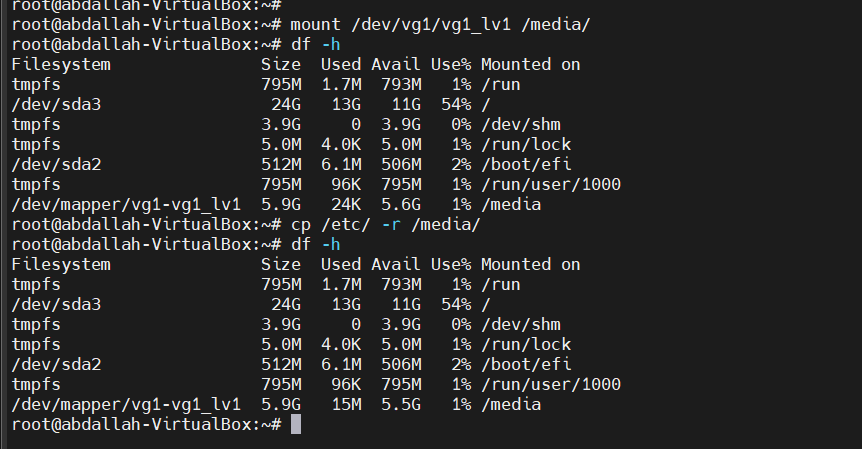 root@abdallah-VirtualBox:~#
root@abdallah-VirtualBox:~# mount /dev/vg1/vg1_lv1 /media/
root@abdallah-VirtualBox:~# df -h
Filesystem               Size  Used Avail Use% Mounted on
tmpfs                    795M  1.7M  793M   1% /run
/dev/sda3                 24G   13G   11G  54% /
tmpfs                    3.9G     0  3.9G   0% /dev/shm
tmpfs                    5.0M  4.0K  5.0M   1% /run/lock
/dev/sda2                512M  6.1M  506M   2% /boot/efi
tmpfs                    795M   96K  795M   1% /run/user/1000
/dev/mapper/vg1-vg1_lv1  5.9G   24K  5.6G   1% /media
root@abdallah-VirtualBox:~# cp /etc/ -r /media/
root@abdallah-VirtualBox:~# df -h
Filesystem               Size  Used Avail Use% Mounted on
tmpfs                    795M  1.7M  793M   1% /run
/dev/sda3                 24G   13G   11G  54% /
tmpfs                    3.9G     0  3.9G   0% /dev/shm
tmpfs                    5.0M  4.0K  5.0M   1% /run/lock
/dev/sda2                512M  6.1M  506M   2% /boot/efi
tmpfs                    795M   96K  795M   1% /run/user/1000
/dev/mapper/vg1-vg1_lv1  5.9G   15M  5.5G   1% /media
root@abdallah-VirtualBox:~#